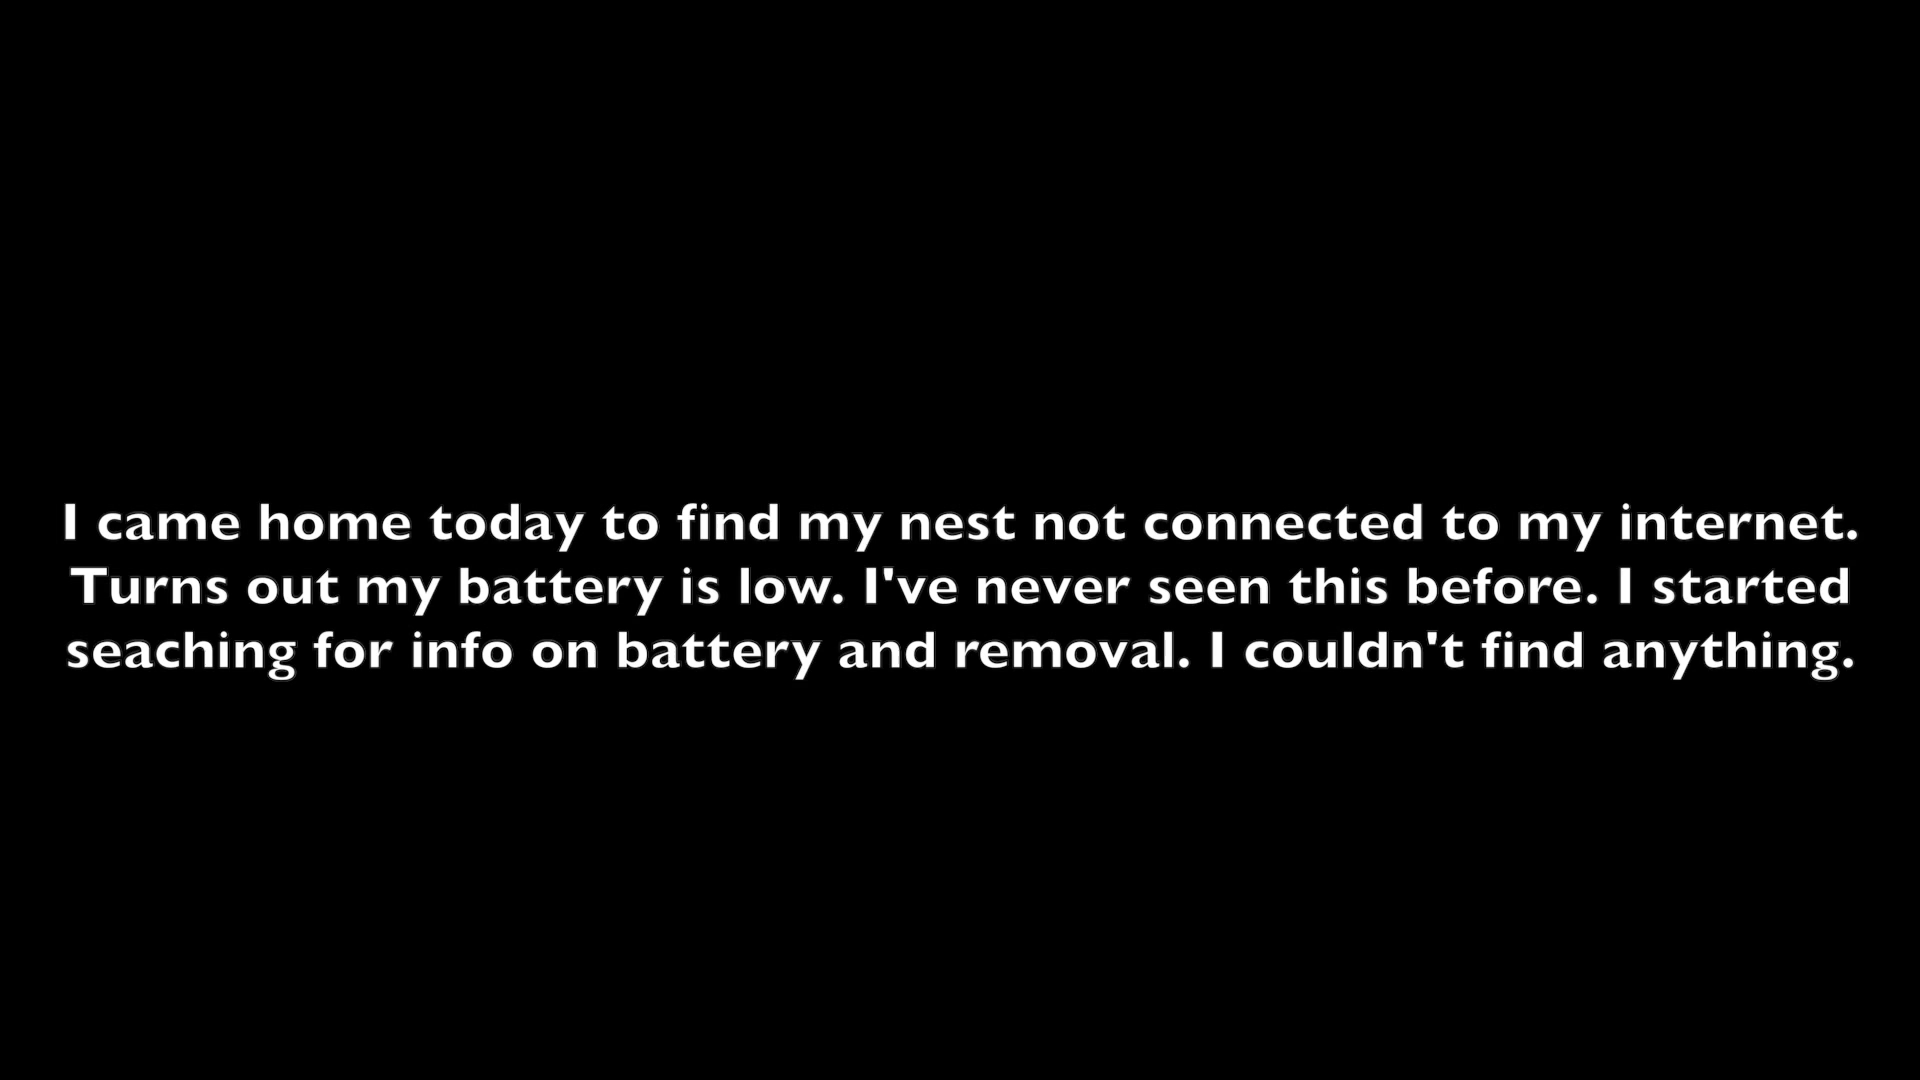 I came home today to find my nest not connected to my internet.
Turns out my battery is low. I've never seen this before. I started
seaching for info on battery and removal. I couldn't find anything.